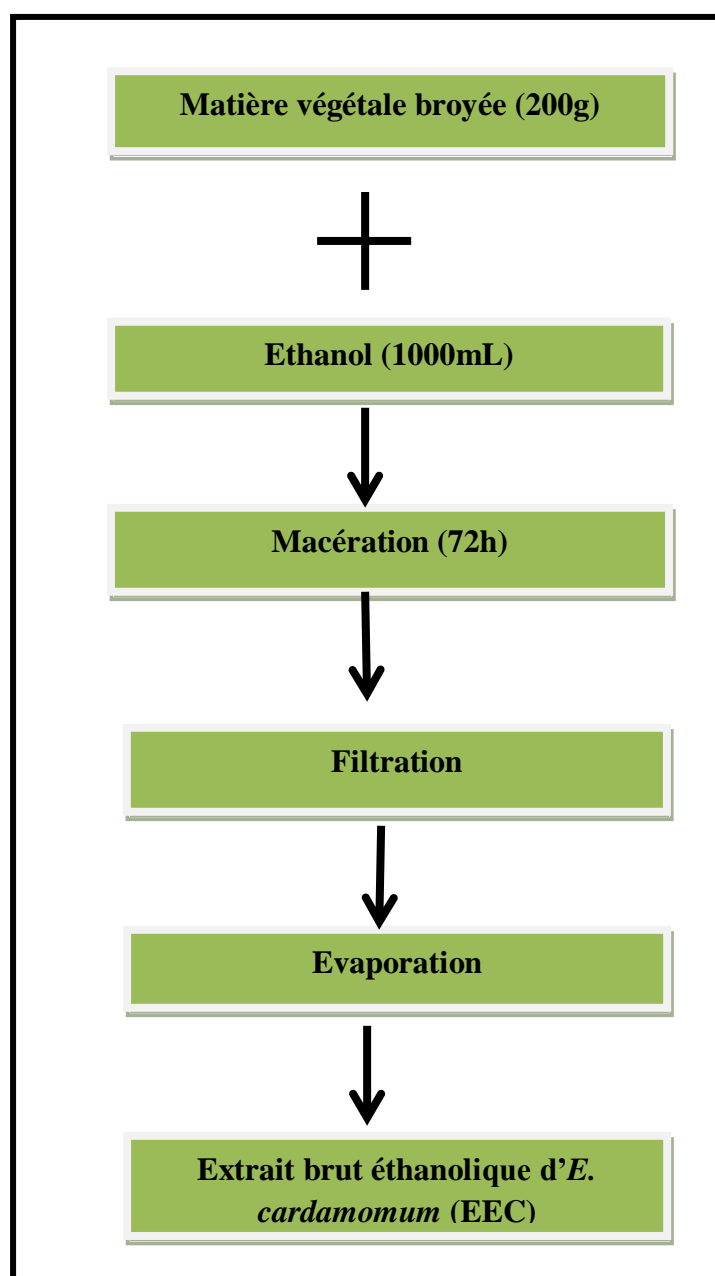 Matière végétale broyée (200g)
Ethanol (1000mL)
Macération (72h)
Filtration
Evaporation
Extrait brut éthanolique d’E.
cardamomum (EEC)